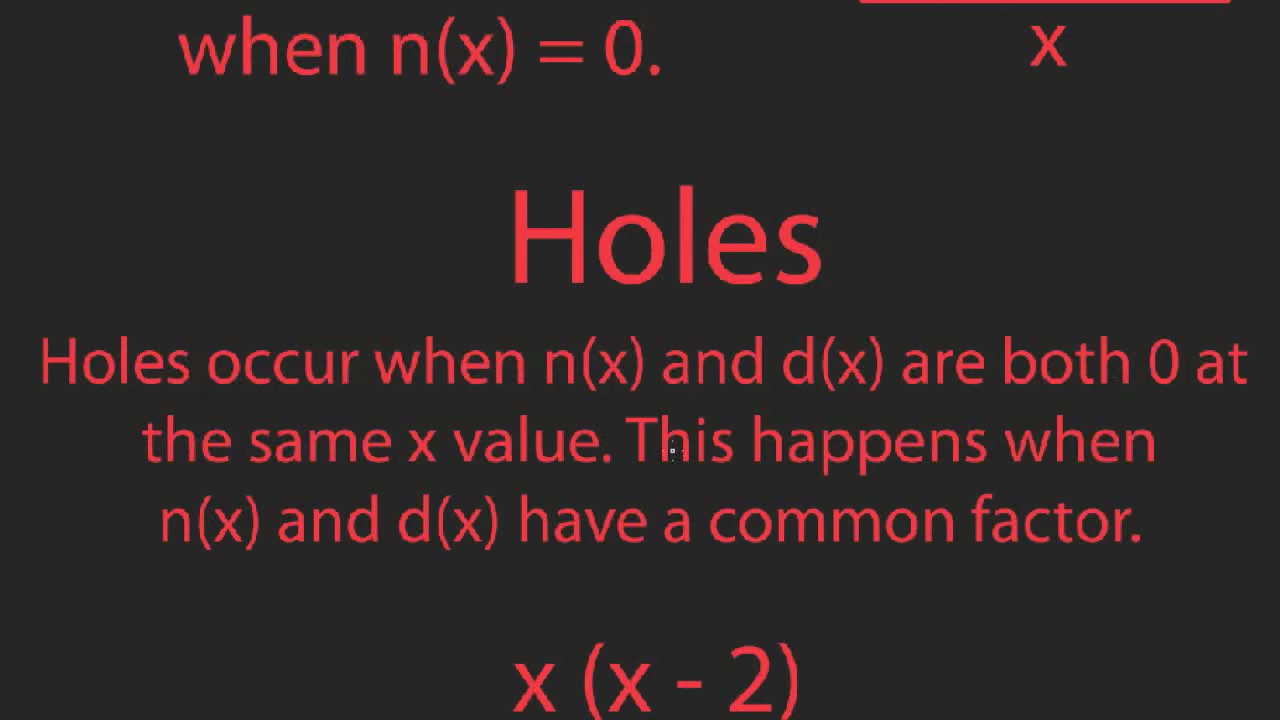 when n(x) = 0.
x
Holes
Holes occur when n(x) and d(x) are both 0 at
the same x value. This happens when
n(x) and d(x) have a common factor.
x (x - 2)